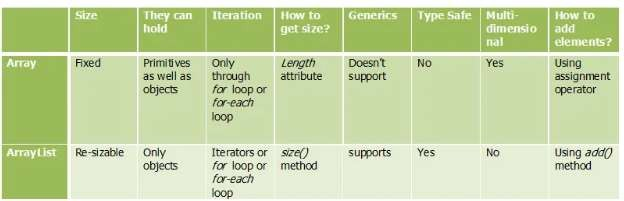 Size They can hold Iteration How to get size? Generics Type Safe Multi-dimensio nal How to add elements?
Array Fixed Primitives as well as objects Only through for loop or for-each loop Length attribute Doesn't support No Yes Using assignment operator
ArrayList Re-sizable Only objects Iterators or for loop or for-each loop size() method supports Yes No Using add() method